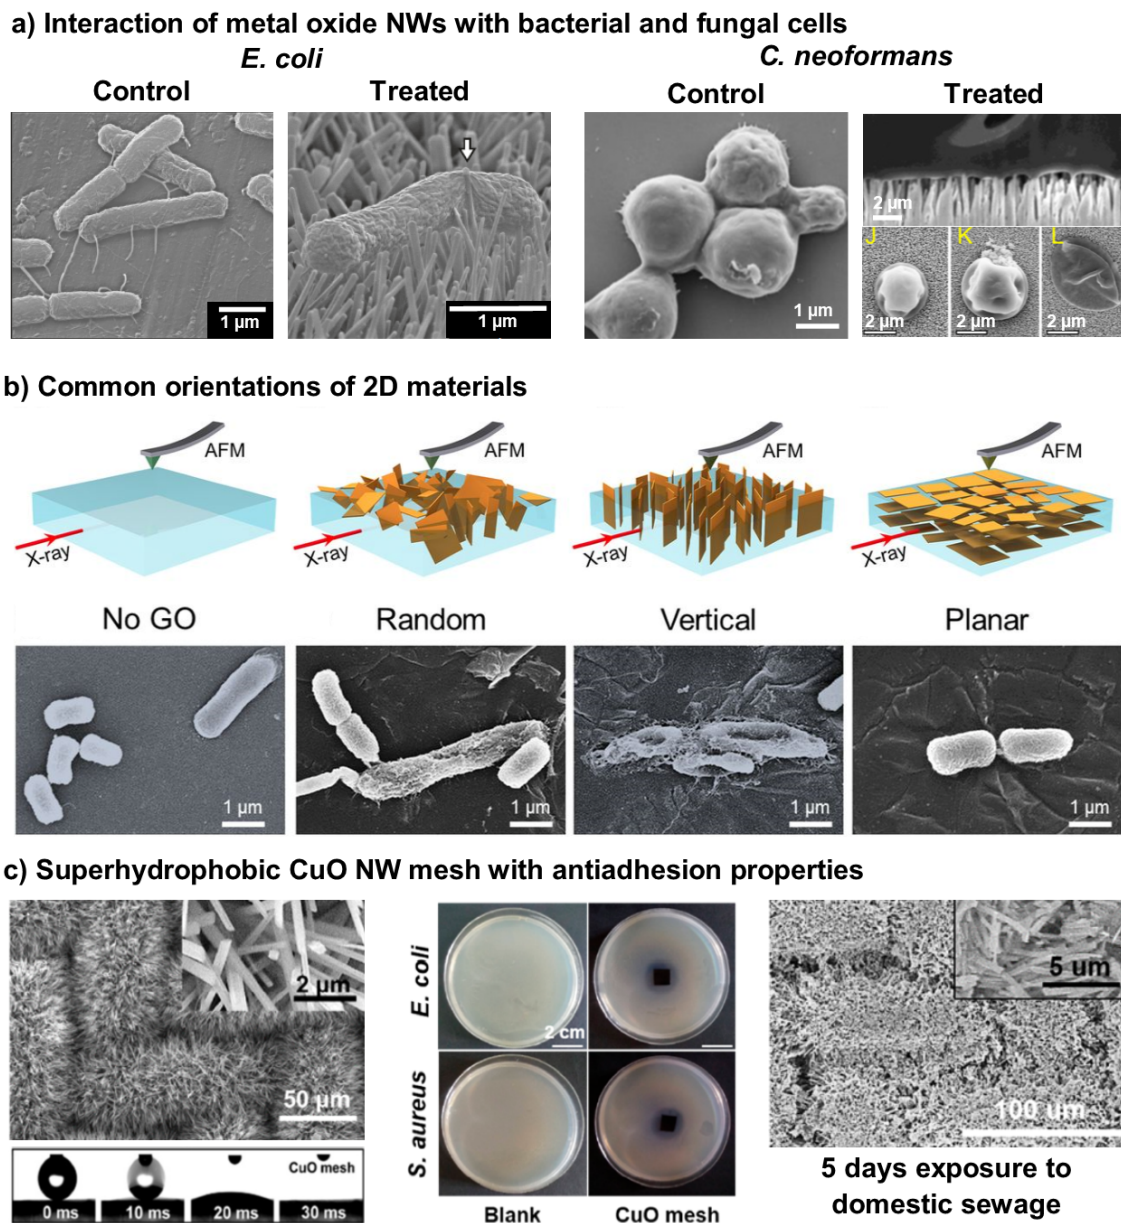 a) Interaction of metal oxide NWs with bacterial and fungal cells
E. coli
C. neoformans
Control
Treated
Control
Treated
1 µm
1 µm
1 µm
2 µm
J
K
L
2 µm
2 µm
2 µm
b) Common orientations of 2D materials
AFM
AFM
AFM
AFM
X-ray
X-ray
X-ray
X-ray
No GO
Random
Vertical
Planar
1 µm
1 µm
1 µm
1 µm
c) Superhydrophobic CuO NW mesh with antiadhesion properties
2 µm
50 µm
CuO mesh
0 ms
10 ms
20 ms
30 ms
E. coli
2 cm
S. aureus
Blank
CuO mesh
5 um
100 um
5 days exposure to
domestic sewage